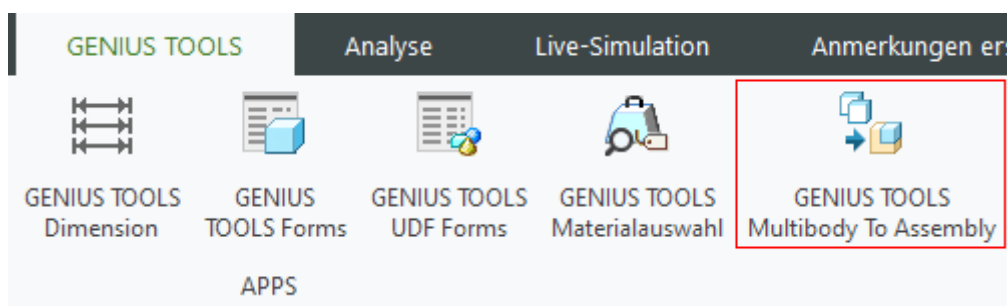 GENIUS TOOLS Analyse Live-Simulation Anmerkungen ers
GENIUS TOOLS Dimension
GENIUS TOOLS Forms
GENIUS TOOLS UDF Forms
GENIUS TOOLS Materialauswahl
GENIUS TOOLS Multibody To Assembly
APPS